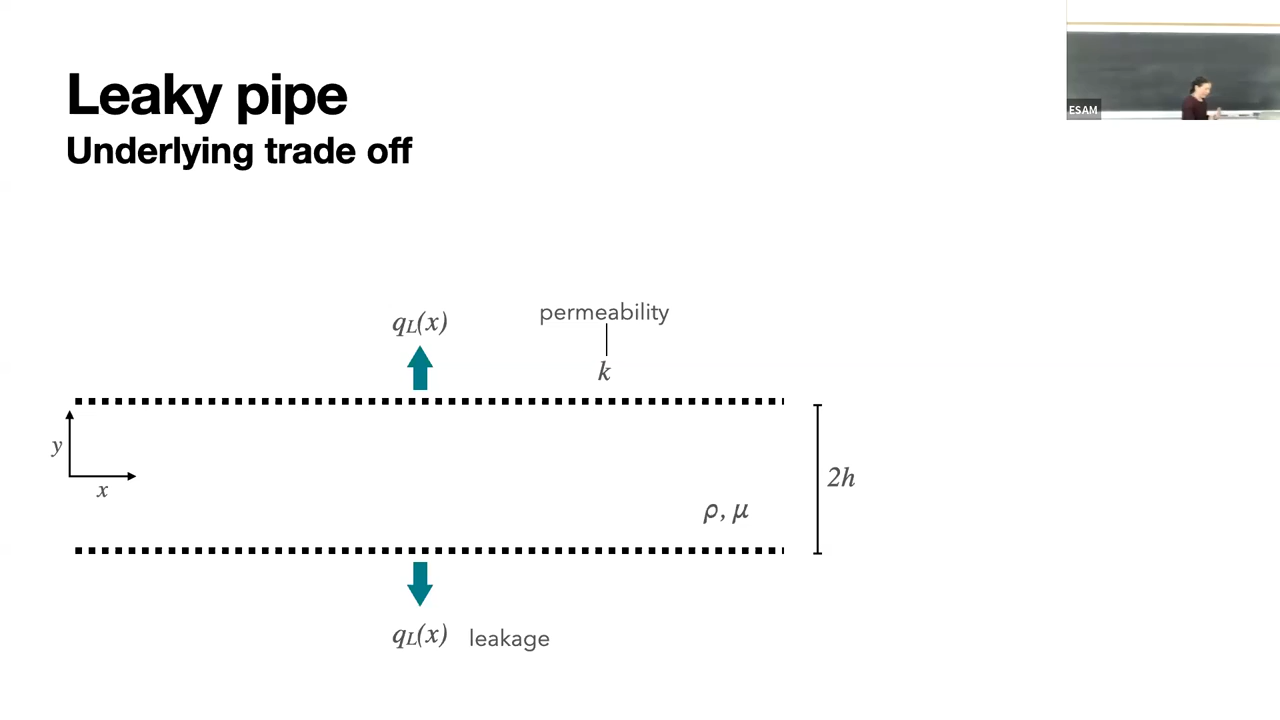 Leaky pipe
Underlying trade off
ESAM
permeability
qL(x)
k
y
x
2h
ρ, μ
qL(x) leakage